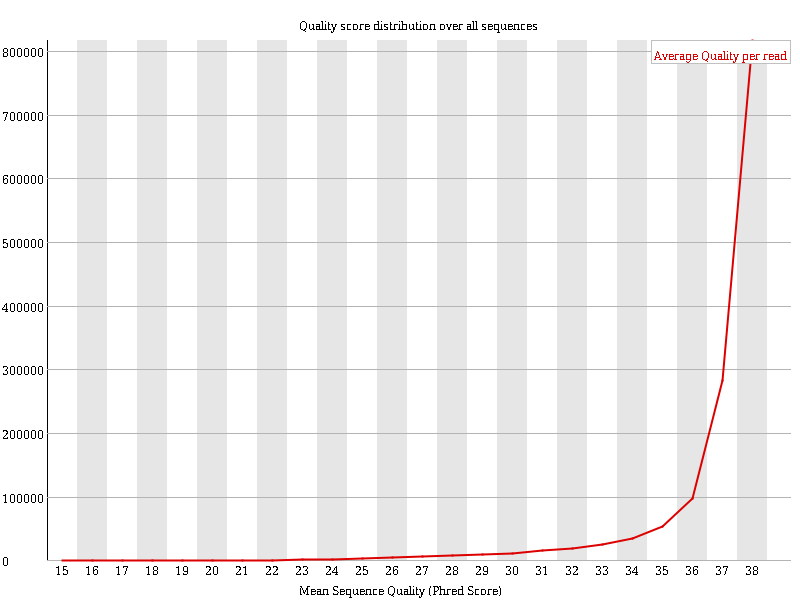 Quality score distribution over all sequences
Average Quality per read
800000
700000
600000
500000
400000
300000
200000
100000
0
15 16 17 18 19 20 21 22 23 24 25 26 27 28 29 30 31 32 33 34 35 36 37 38
Mean Sequence Quality (Phred Score)